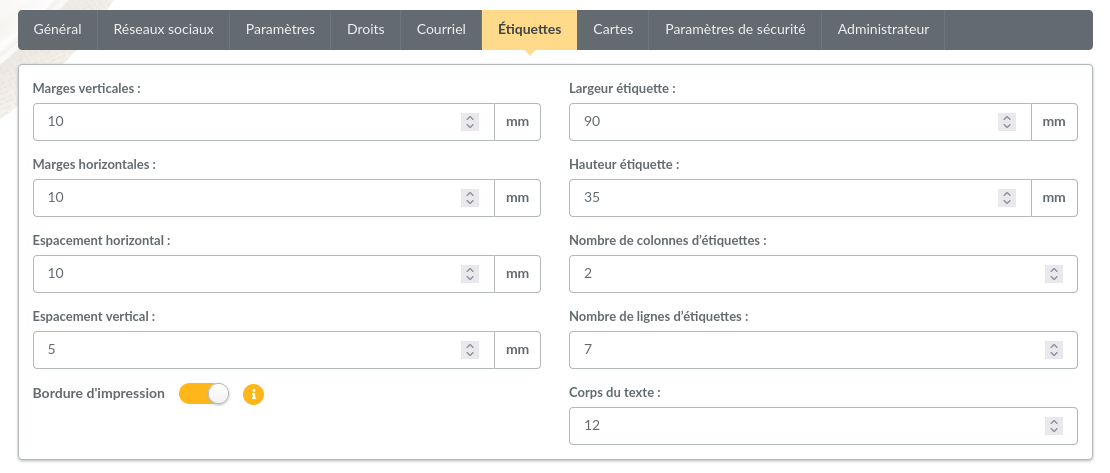 Général Réseaux sociaux Paramètres Droits Courriel Étiquettes Cartes Paramètres de sécurité Administrateur
Marges verticales :
10 mm
Marges horizontales :
10 mm
Espacement horizontal :
10 mm
Espacement vertical :
5 mm
Bordure d'impression
Largeur étiquette :
90 mm
Hauteur étiquette :
35 mm
Nombre de colonnes d’étiquettes :
2
Nombre de lignes d’étiquettes :
7
Corps du texte :
12